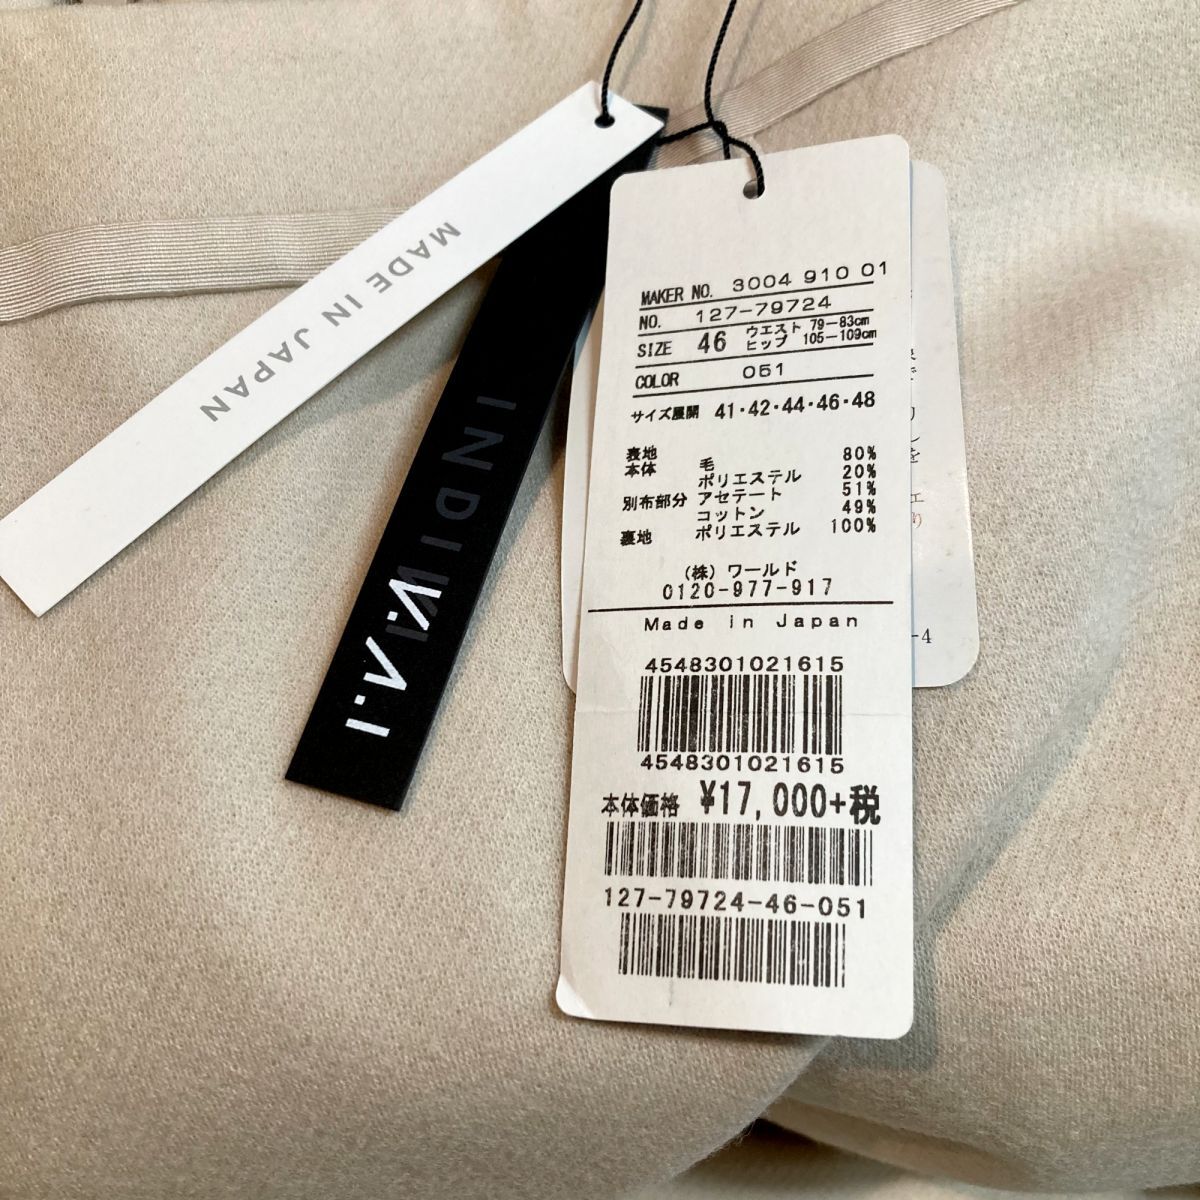 MADE IN JAPAN
INDIVI
V.A.I
MAKER NO. 3004 910 01
NO. 127-79724
SIZE 46 ウエスト 79-83cm
ヒップ 105-109cm
COLOR 051
サイズ展開 41・42・44・46・48
表地
本体 毛 80%
ポリエステル 20%
別布部分 アセテート 51%
コットン 49%
裏地 ポリエステル 100%
(株) ワールド
0120-977-917
Made in Japan
4548301021615
4548301021615
本体価格 ¥17,000+税
127-79724-46-051
-4